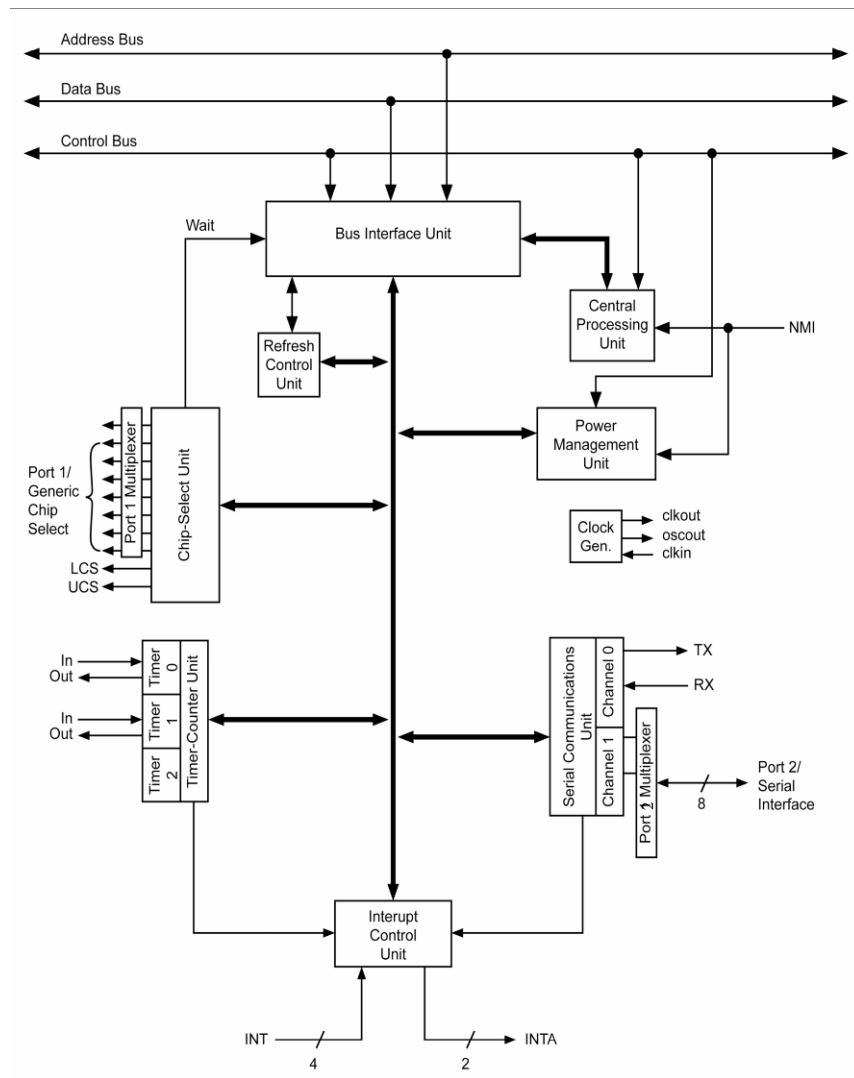 Address Bus
Data Bus
Control Bus
Wait
Bus Interface Unit
Central
Processing
Unit
NMI
Refresh
Control
Unit
Power
Management
Unit
Port 1/
Generic
Chip
Select
Port 1 Multiplexer
Chip-Select Unit
LCS
UCS
Clock
Gen.
clkout
oscout
clkin
In
Out
In
Out
Timer
0
Timer
1
Timer
2
Timer-Counter Unit
Serial Communications
Unit
Channel 0
Channel 1
TX
RX
Port 2 Multiplexer
8
Port 2/
Serial
Interface
Interupt
Control
Unit
INT
4
2
INTA